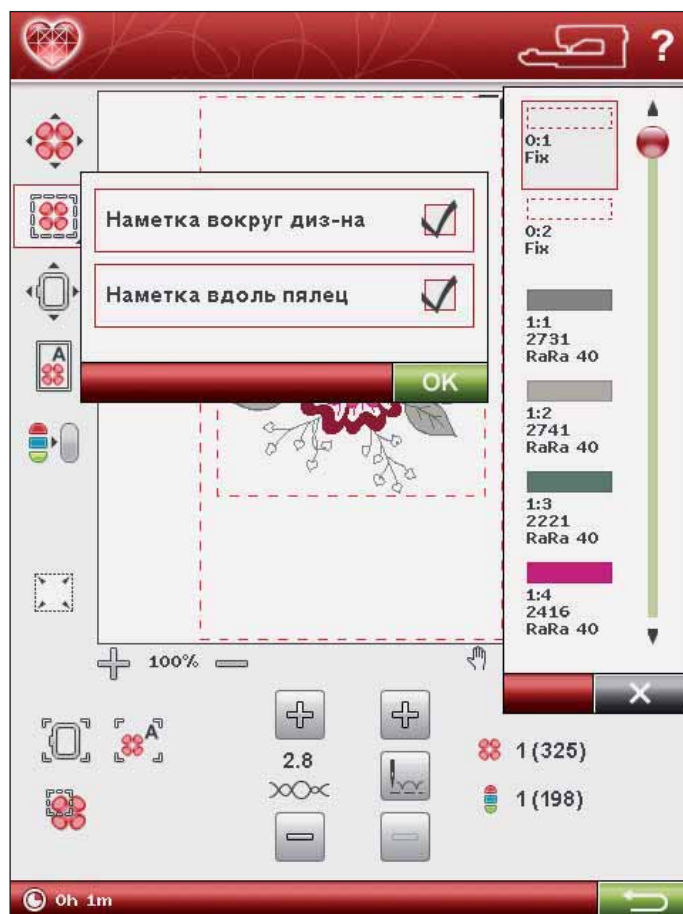 ?
0:1
Fix
0:2
Fix
Наметка вокруг диз-на
Наметка вдоль пялец
OK
1:1
2731
RaRa 40
1:2
2741
RaRa 40
1:3
2221
RaRa 40
1:4
2416
RaRa 40
A
100%
A
2.8
1 (325)
1 (198)
0h 1m